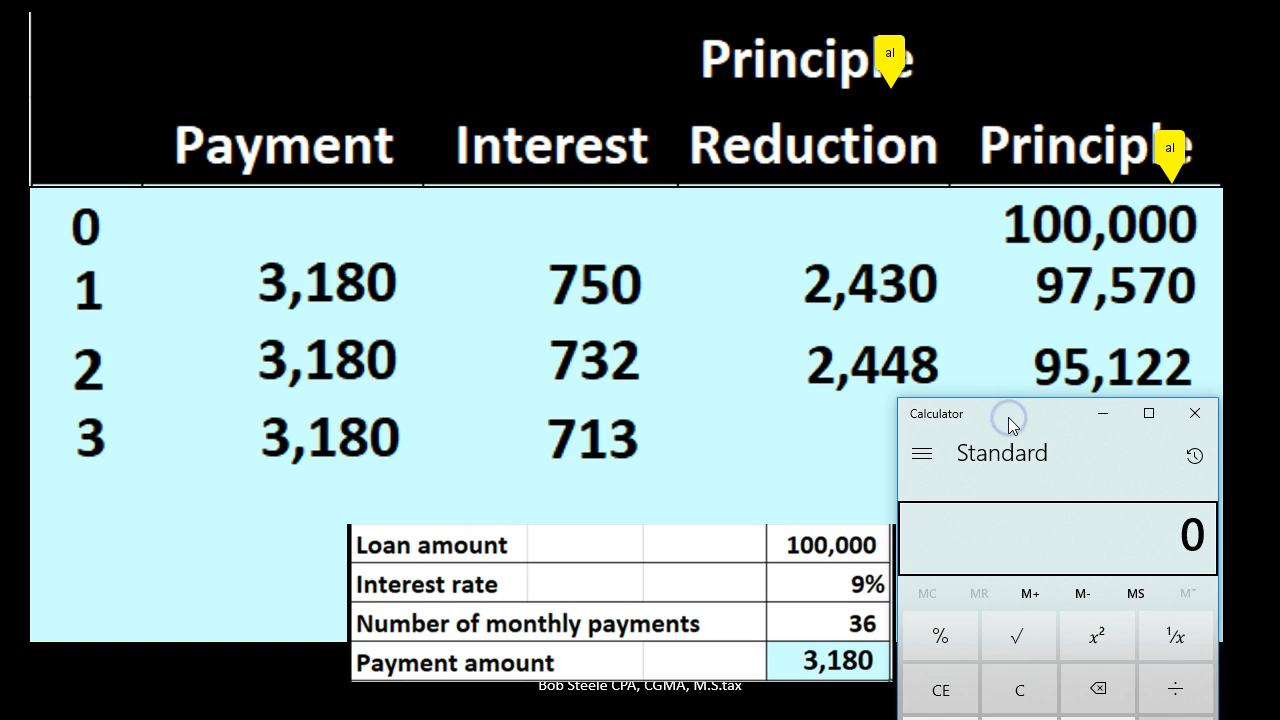 Principle
al
Payment Interest Reduction Principle
al
0 100,000
1 3,180 750 2,430 97,570
2 3,180 732 2,448 95,122
3 3,180 713
Calculator
Standard
0
MC MR M+ M- MS M˅
% √ x² ¹/x
CE C ÷
Loan amount 100,000
Interest rate 9%
Number of monthly payments 36
Payment amount 3,180
Bob Steele CPA, CGMA, M.S.tax